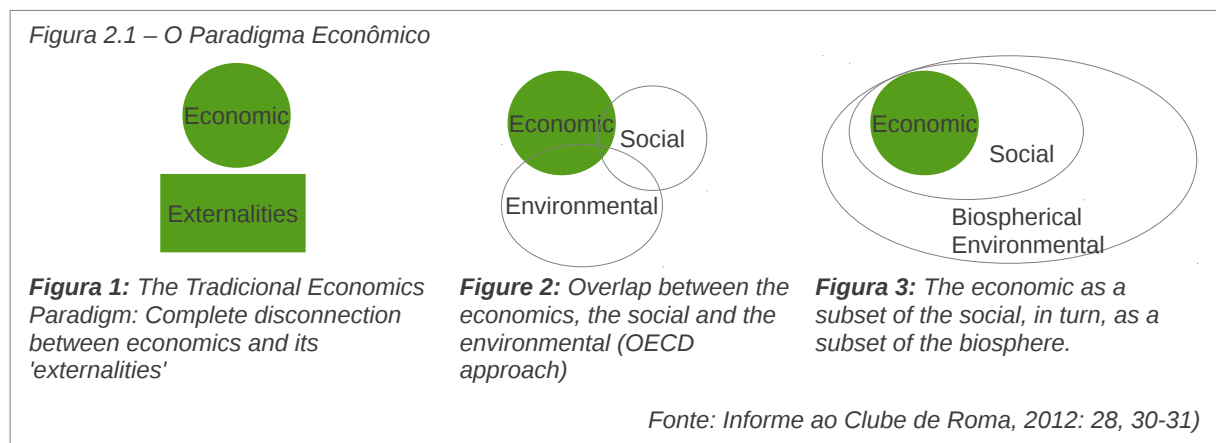 Figura 2.1 – O Paradigma Econômico
Economic
Externalities
Economic
Social
Environmental
Economic
Social
Biospherical
Environmental
Figura 1: The Tradicional Economics
Paradigm: Complete disconnection
between economics and its
'externalities'
Figure 2: Overlap between the
economics, the social and the
environmental (OECD
approach)
Figura 3: The economic as a
subset of the social, in turn, as a
subset of the biosphere.
Fonte: Informe ao Clube de Roma, 2012: 28, 30-31)